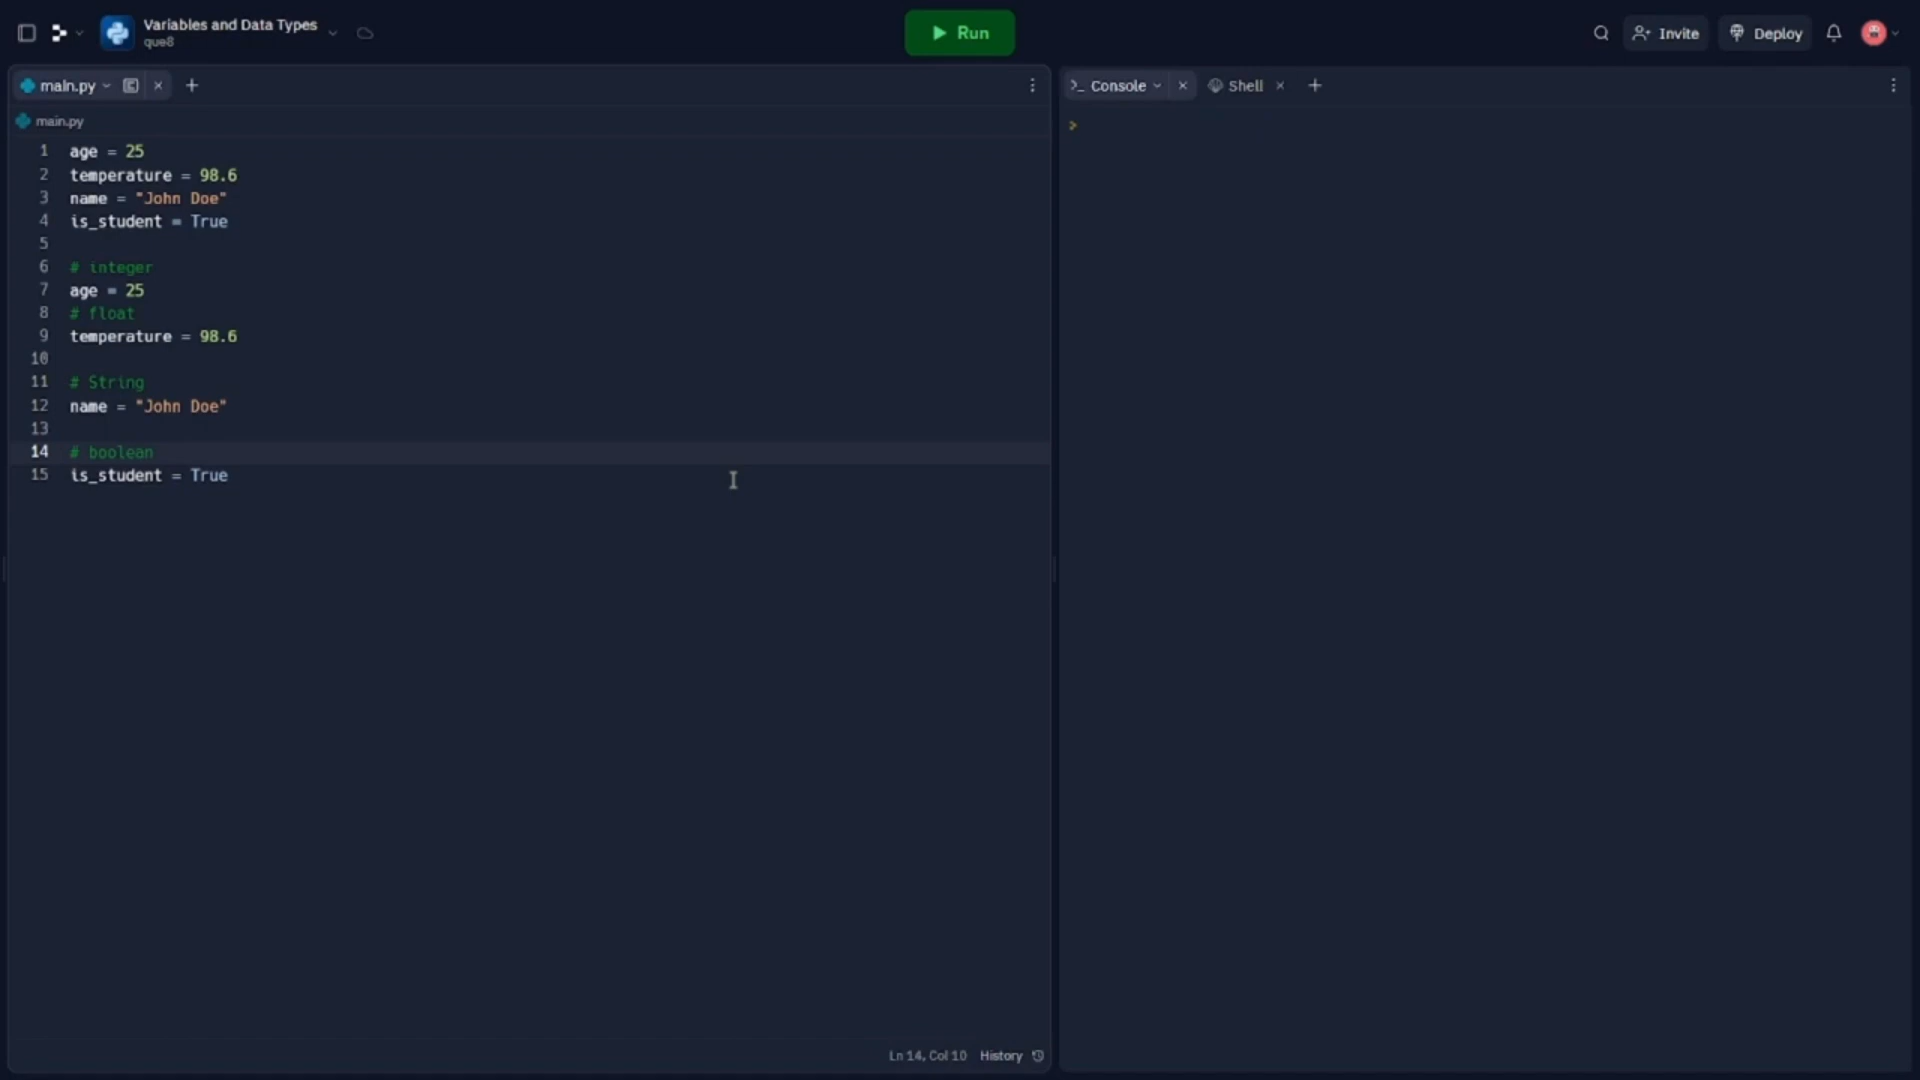 Variables and Data Types
que8
Run
Invite
Deploy
main.py
Console
Shell
main.py
>
1 age = 25
2 temperature = 98.6
3 name = "John Doe"
4 is_student = True
5
6 # integer
7 age = 25
8 # float
9 temperature = 98.6
10
11 # String
12 name = "John Doe"
13
14 # boolean
15 is_student = True
Ln 14, Col 10 History